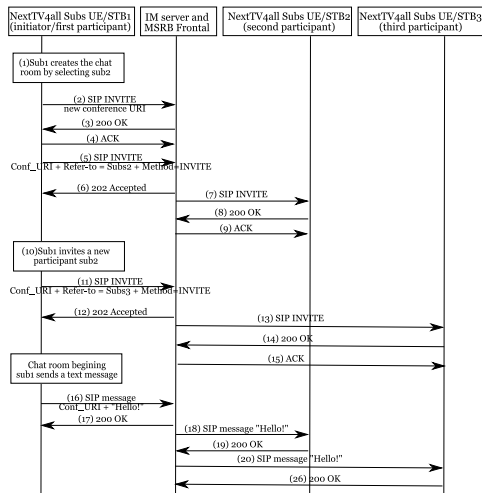 NextTV4all Subs UE/STB1
(initiator/first participant)
IM server and
MSRB Frontal
NextTV4all Subs UE/STB2
(second participant)
NextTV4all Subs UE/STB3
(third participant)
(1)Sub1 creates the chat
room by selecting sub2
(2) SIP INVITE
new conference URI
(3) 200 OK
(4) ACK
(5) SIP INVITE
Conf_URI + Refer-to = Subs2 + Method=INVITE
(6) 202 Accepted
(7) SIP INVITE
(8) 200 OK
(9) ACK
(10)Sub1 invites a new
participant sub2
(11) SIP INVITE
Conf_URI + Refer-to = Subs3 + Method=INVITE
(12) 202 Accepted
(13) SIP INVITE
(14) 200 OK
(15) ACK
Chat room begining
sub1 sends a text message
(16) SIP message
Conf_URI + "Hello!"
(17) 200 OK
(18) SIP message "Hello!"
(19) 200 OK
(20) SIP message "Hello!"
(26) 200 OK